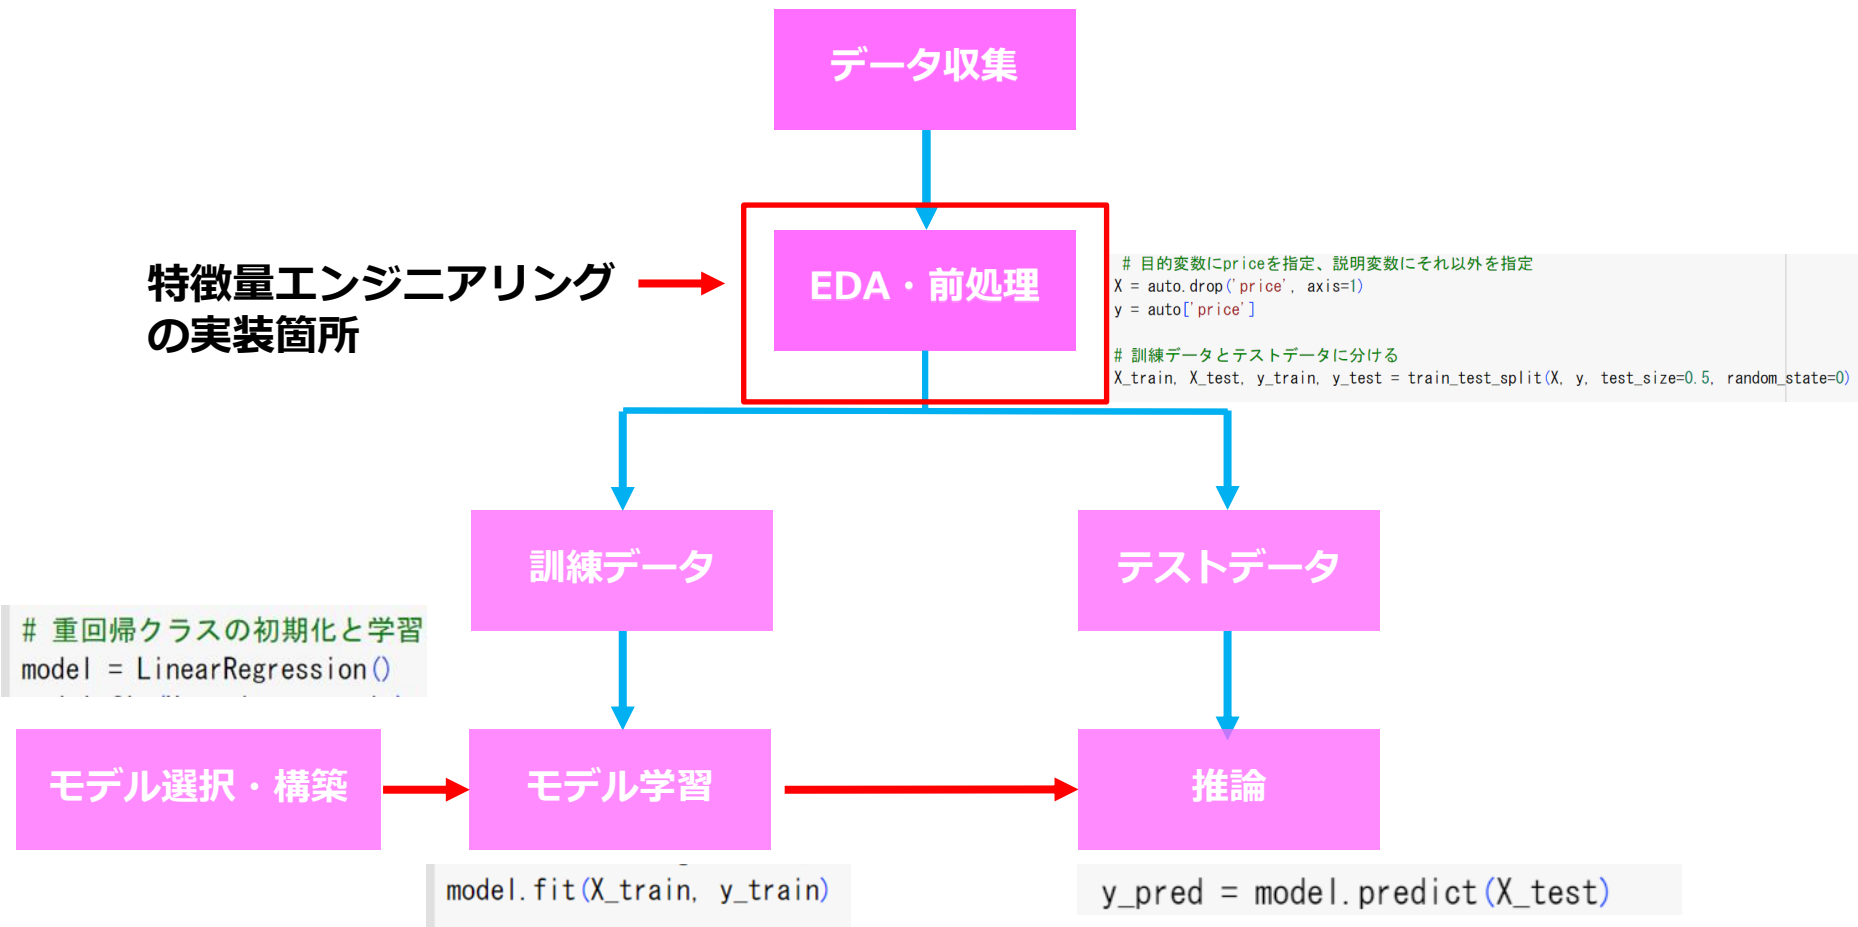 データ収集
特徴量エンジニアリング
の実装箇所
EDA・前処理
# 目的変数にpriceを指定、説明変数にそれ以外を指定
X = auto.drop('price', axis=1)
y = auto['price']
# 訓練データとテストデータに分ける
X_train, X_test, y_train, y_test = train_test_split(X, y, test_size=0.5, random_state=0)
訓練データ
テストデータ
# 重回帰クラスの初期化と学習
model = LinearRegression()
モデル選択・構築
モデル学習
推論
model.fit(X_train, y_train)
y_pred = model.predict(X_test)